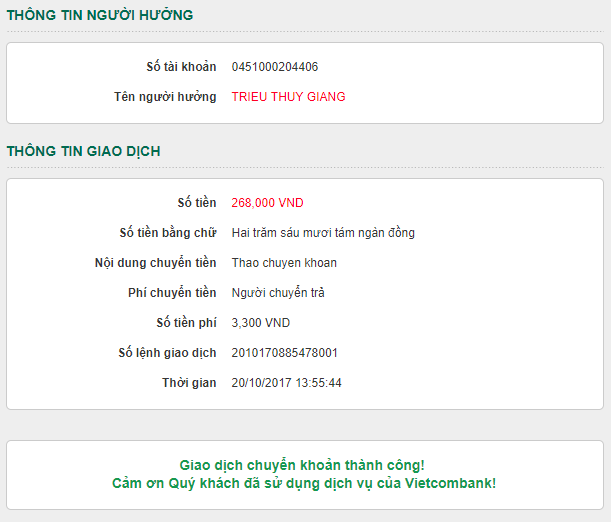 THÔNG TIN NGƯỜI HƯỞNG
Số tài khoản 0451000204406
Tên người hưởng TRIEU THUY GIANG
THÔNG TIN GIAO DỊCH
Số tiền 268,000 VND
Số tiền bằng chữ Hai trăm sáu mươi tám ngàn đồng
Nội dung chuyển tiền Thao chuyen khoan
Phí chuyển tiền Người chuyển trả
Số tiền phí 3,300 VND
Số lệnh giao dịch 2010170885478001
Thời gian 20/10/2017 13:55:44
Giao dịch chuyển khoản thành công!
Cảm ơn Quý khách đã sử dụng dịch vụ của Vietcombank!